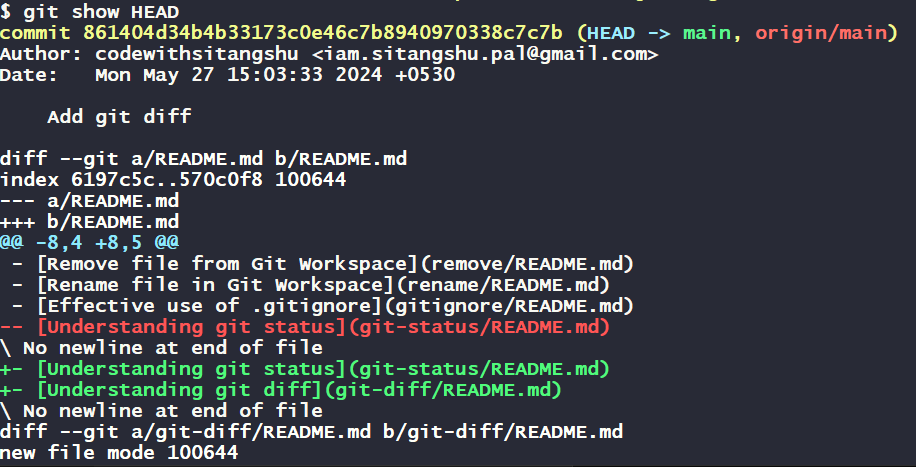 $ git show HEAD
commit 861404d34b4b33173c0e46c7b8940970338c7c7b (HEAD -> main, origin/main)
Author: codewithsitangshu <iam.sitangshu.pal@gmail.com>
Date:   Mon May 27 15:03:33 2024 +0530

    Add git diff

diff --git a/README.md b/README.md
index 6197c5c..570c0f8 100644
--- a/README.md
+++ b/README.md
@@ -8,4 +8,5 @@
 - [Remove file from Git Workspace](remove/README.md)
 - [Rename file in Git Workspace](rename/README.md)
 - [Effective use of .gitignore](gitignore/README.md)
-- [Understanding git status](git-status/README.md)
\ No newline at end of file
+- [Understanding git status](git-status/README.md)
+- [Understanding git diff](git-diff/README.md)
\ No newline at end of file
diff --git a/git-diff/README.md b/git-diff/README.md
new file mode 100644